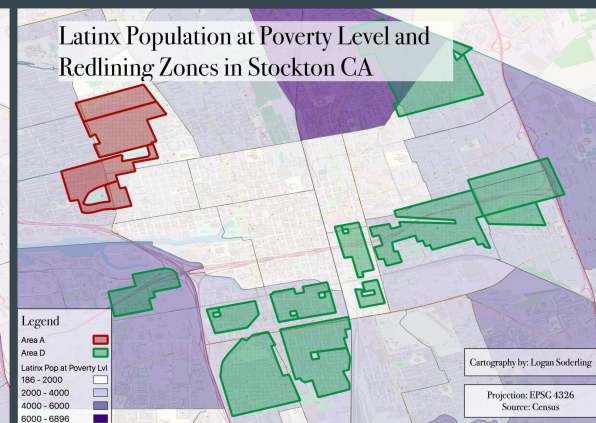 Latinx Population at Poverty Level and
Redlining Zones in Stockton CA
Legend
Area A
Area D
Latinx Pop at Poverty Lvl
186 - 2000
2000 - 4000
4000 - 6000
6000 - 6896
Cartography by: Logan Soderling
Projection: EPSG 4326
Source: Census